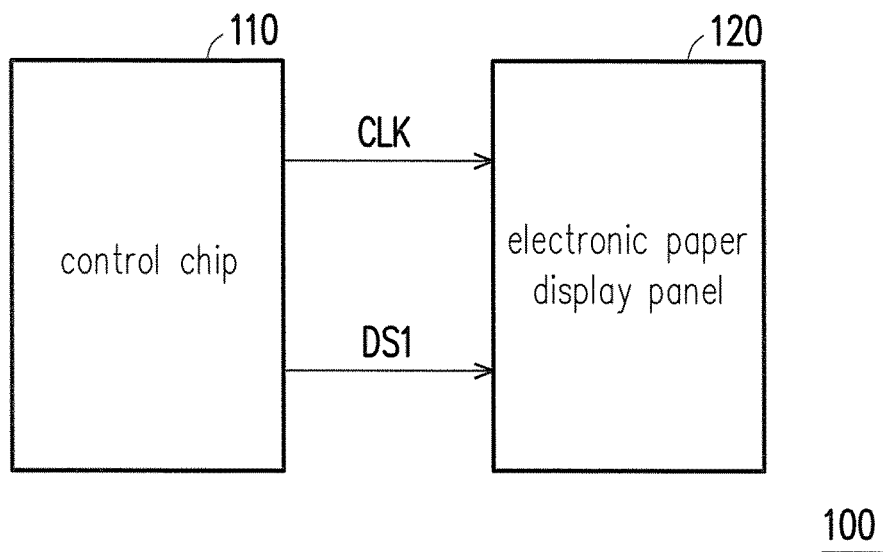 110
120
CLK
control chip
electronic paper
display panel
DS1
100